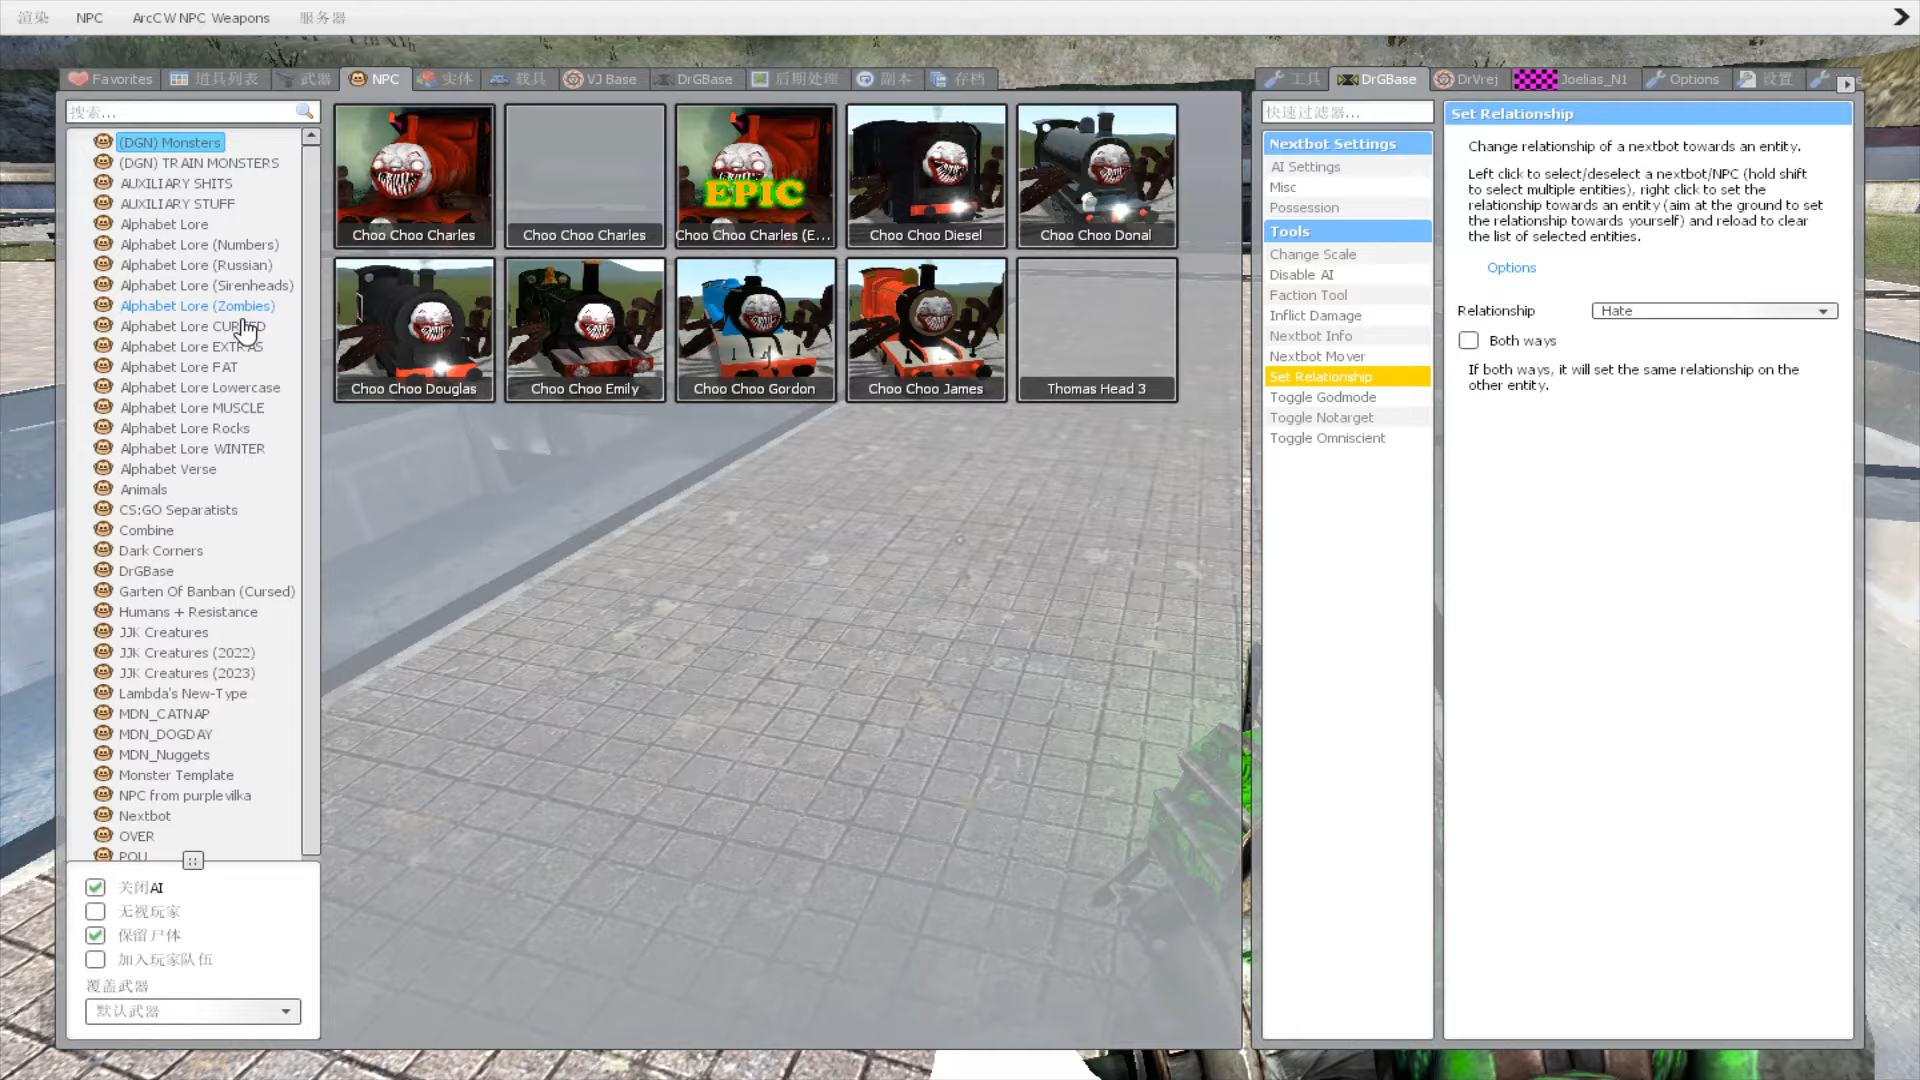 渲染 NPC ArcCW NPC Weapons 服务器
Favorites 道具列表 武器 NPC 实体 载具 VJ Base DrGBase 后期处理 副本 存档
工具 DrGBase DrVrej Joelias_N1 Options 设置
搜索...
(DGN) Monsters
(DGN) TRAIN MONSTERS
AUXILIARY SHITS
AUXILIARY STUFF
Alphabet Lore
Alphabet Lore (Numbers)
Alphabet Lore (Russian)
Alphabet Lore (Sirenheads)
Alphabet Lore (Zombies)
Alphabet Lore CURSED
Alphabet Lore EXTRAS
Alphabet Lore FAT
Alphabet Lore Lowercase
Alphabet Lore MUSCLE
Alphabet Lore Rocks
Alphabet Lore WINTER
Alphabet Verse
Animals
CS:GO Separatists
Combine
Dark Corners
DrGBase
Garten Of Banban (Cursed)
Humans + Resistance
JJK Creatures
JJK Creatures (2022)
JJK Creatures (2023)
Lambda's New-Type
MDN_CATNAP
MDN_DOGDAY
MDN_Nuggets
Monster Template
NPC from purplevilka
Nextbot
OVER
POU
关闭AI
无视玩家
保留尸体
加入玩家队伍
覆盖武器
默认武器
EPIC
Choo Choo Charles
Choo Choo Charles
Choo Choo Charles (E...
Choo Choo Diesel
Choo Choo Donal
Choo Choo Douglas
Choo Choo Emily
Choo Choo Gordon
Choo Choo James
Thomas Head 3
快速过滤器...
Nextbot Settings
AI Settings
Misc
Possession
Tools
Change Scale
Disable AI
Faction Tool
Inflict Damage
Nextbot Info
Nextbot Mover
Set Relationship
Toggle Godmode
Toggle Notarget
Toggle Omniscient
Set Relationship
Change relationship of a nextbot towards an entity.
Left click to select/deselect a nextbot/NPC (hold shift
to select multiple entities), right click to set the
relationship towards an entity (aim at the ground to set
the relationship towards yourself) and reload to clear
the list of selected entities.
Options
Relationship Hate
Both ways
If both ways, it will set the same relationship on the
other entity.